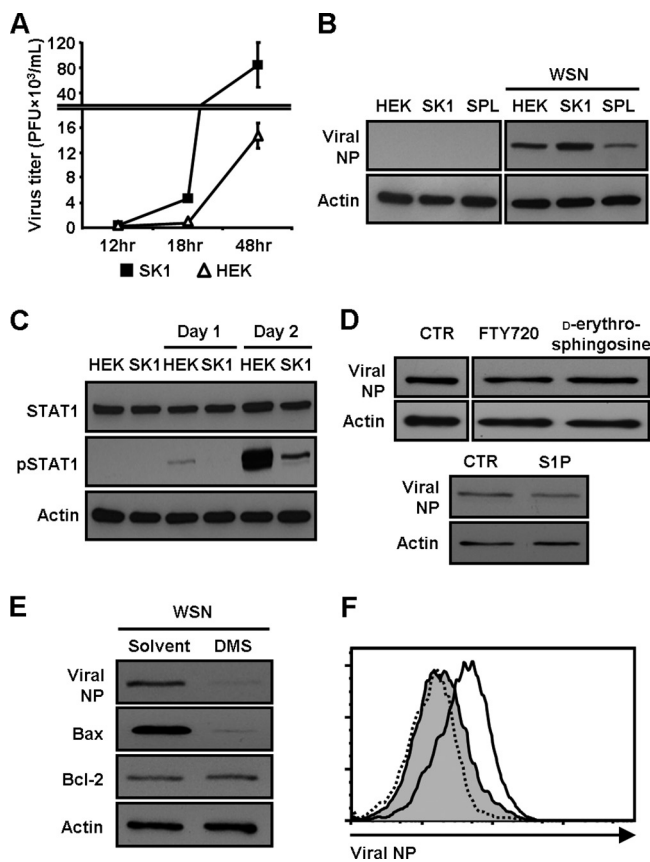 A
Virus titer (PFU×10³/mL)
120
80
40
16
12
8
4
0
12hr 18hr 48hr
SK1 HEK
B
WSN
HEK SK1 SPL HEK SK1 SPL
Viral
NP
Actin
C
Day 1 Day 2
HEK SK1 HEK SK1 HEK SK1
STAT1
pSTAT1
Actin
D
CTR FTY720 D-erythro-
sphingosine
Viral
NP
Actin
CTR S1P
Viral
NP
Actin
E
WSN
Solvent DMS
Viral
NP
Bax
Bcl-2
Actin
F
Viral NP